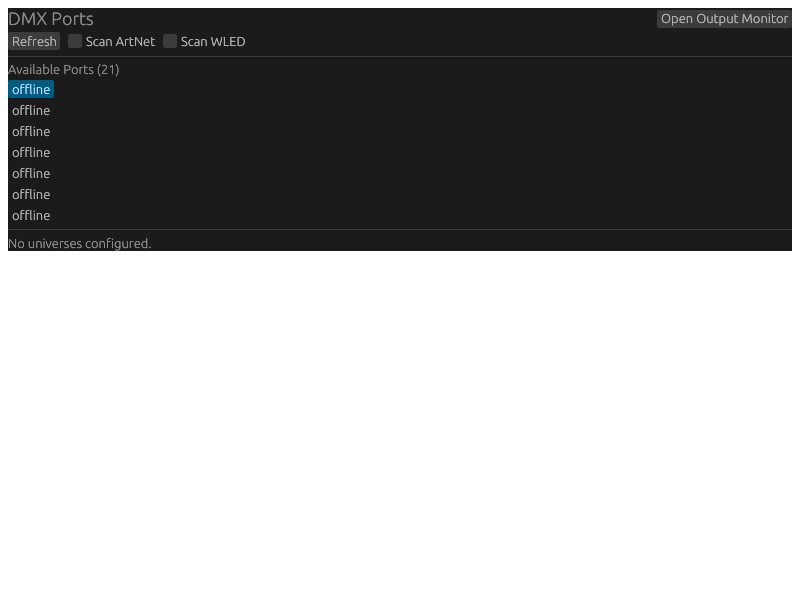 DMX Ports Open Output Monitor
Refresh Scan ArtNet Scan WLED
Available Ports (21)
offline
offline
offline
offline
offline
offline
offline
No universes configured.